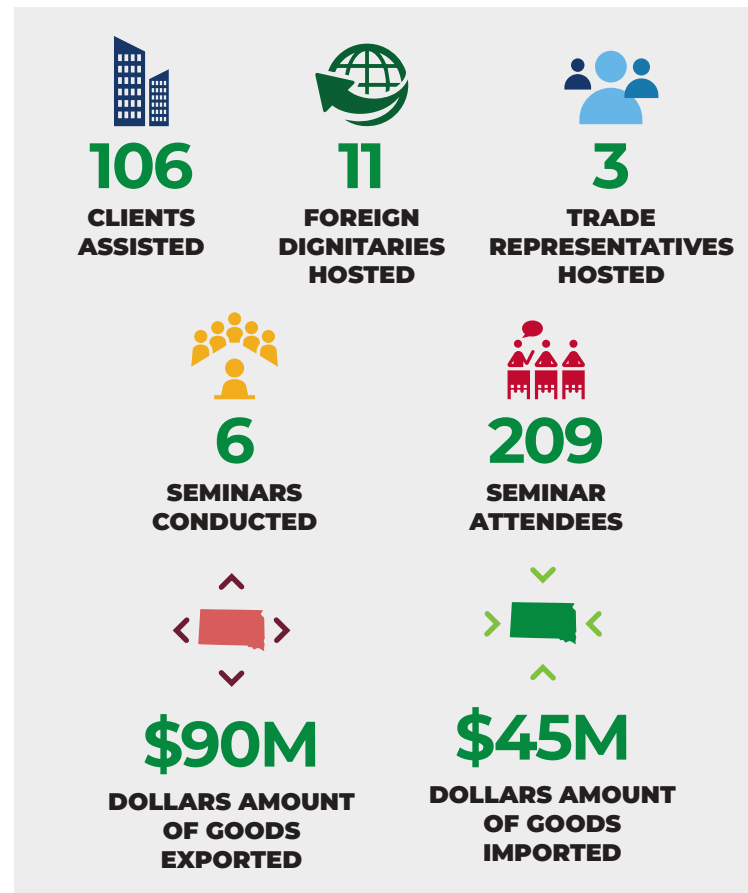 106
CLIENTS
ASSISTED
11
FOREIGN
DIGNITARIES
HOSTED
3
TRADE
REPRESENTATIVES
HOSTED
6
SEMINARS
CONDUCTED
209
SEMINAR
ATTENDEES
$90M
DOLLARS AMOUNT
OF GOODS
EXPORTED
$45M
DOLLARS AMOUNT
OF GOODS
IMPORTED